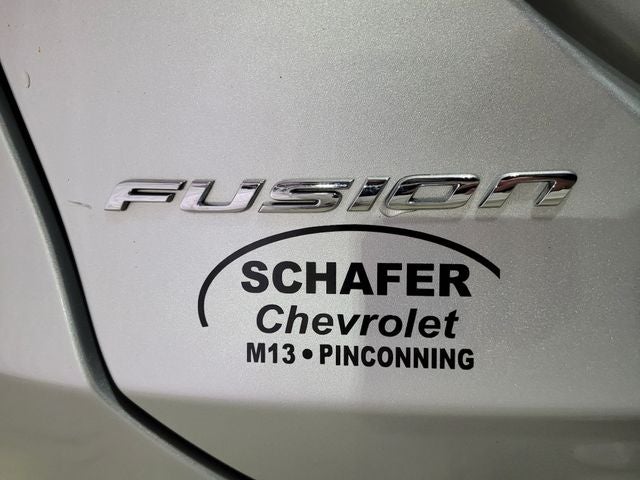 FUSION
SCHAFER
Chevrolet
M13 • PINCONNING